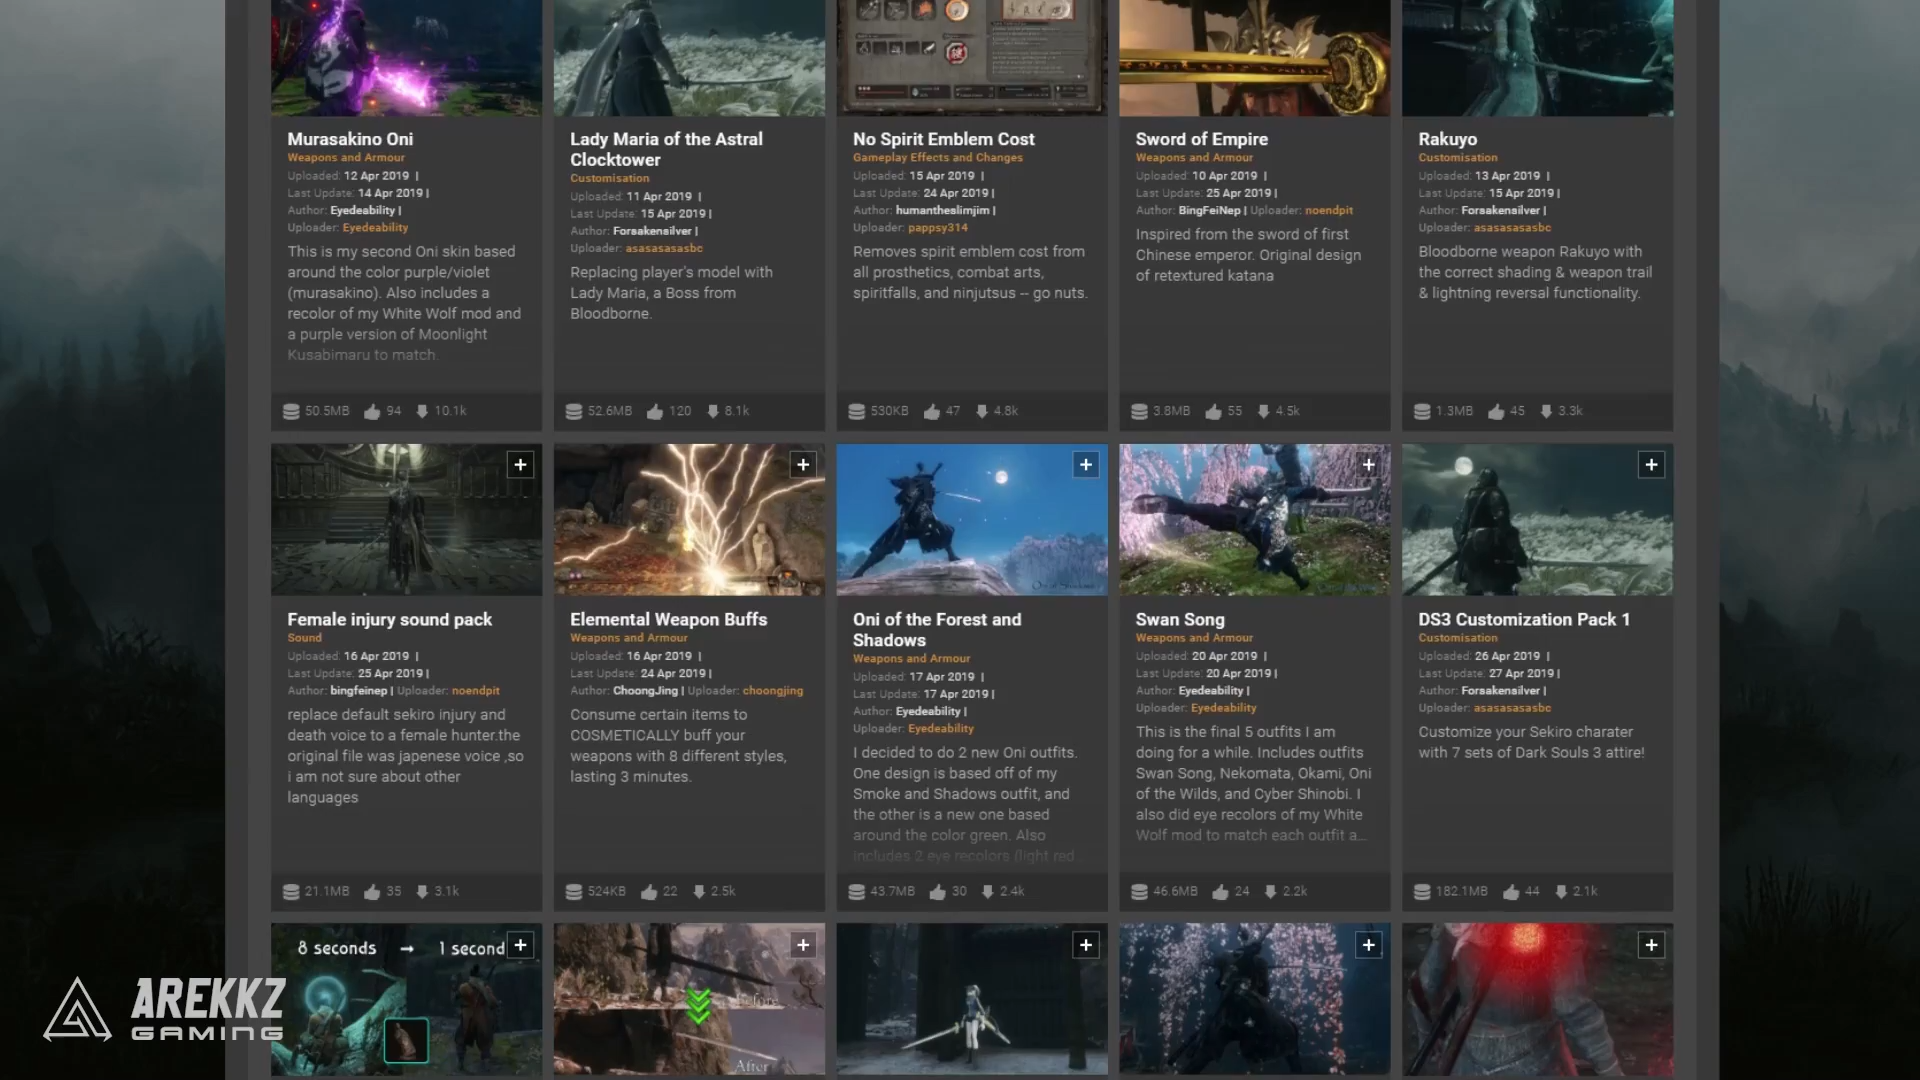 Murasakino Oni
Weapons and Armour
Uploaded: 12 Apr 2019 |
Last Update: 14 Apr 2019 |
Author: Eyedeability |
Uploader: Eyedeability
This is my second Oni skin based
around the color purple/violet
(murasakino). Also includes a
recolor of my White Wolf mod and
a purple version of Moonlight
Kusabimaru to match
50.5MB 94 10.1k
Lady Maria of the Astral
Clocktower
Customisation
Uploaded: 11 Apr 2019 |
Last Update: 15 Apr 2019 |
Author: Forsakensilver |
Uploader: asasasasasbc
Replacing player's model with
Lady Maria, a Boss from
Bloodborne.
52.6MB 120 8.1k
No Spirit Emblem Cost
Gameplay Effects and Changes
Uploaded: 15 Apr 2019 |
Last Update: 24 Apr 2019 |
Author: humantheslimjim |
Uploader: pappsy314
Removes spirit emblem cost from
all prosthetics, combat arts,
spiritfalls, and ninjutsus -- go nuts.
530KB 47 4.8k
Sword of Empire
Weapons and Armour
Uploaded: 10 Apr 2019 |
Last Update: 25 Apr 2019 |
Author: BingFeiNep | Uploader: noendpit
Inspired from the sword of first
Chinese emperor. Original design
of retextured katana
3.8MB 55 4.5k
Rakuyo
Customisation
Uploaded: 13 Apr 2019 |
Last Update: 15 Apr 2019 |
Author: Forsakensilver |
Uploader: asasasasasbc
Bloodborne weapon Rakuyo with
the correct shading & weapon trail
& lightning reversal functionality.
1.3MB 45 3.3k
Female injury sound pack
Sound
Uploaded: 16 Apr 2019 |
Last Update: 25 Apr 2019 |
Author: bingfeinep | Uploader: noendpit
replace default sekiro injury and
death voice to a female hunter.the
original file was japenese voice ,so
i am not sure about other
languages
21.1MB 35 3.1k
Elemental Weapon Buffs
Weapons and Armour
Uploaded: 16 Apr 2019 |
Last Update: 24 Apr 2019 |
Author: ChoongJing | Uploader: choongjing
Consume certain items to
COSMETICALLY buff your
weapons with 8 different styles,
lasting 3 minutes.
524KB 22 2.5k
Oni of the Forest and
Shadows
Weapons and Armour
Uploaded: 17 Apr 2019 |
Last Update: 17 Apr 2019 |
Author: Eyedeability |
Uploader: Eyedeability
I decided to do 2 new Oni outfits.
One design is based off of my
Smoke and Shadows outfit, and
the other is a new one based
around the color green. Also
includes 2 eye recolors (light red...
43.7MB 30 2.4k
Swan Song
Weapons and Armour
Uploaded: 20 Apr 2019 |
Last Update: 20 Apr 2019 |
Author: Eyedeability |
Uploader: Eyedeability
This is the final 5 outfits I am
doing for a while. Includes outfits
Swan Song, Nekomata, Okami, Oni
of the Wilds, and Cyber Shinobi. I
also did eye recolors of my White
Wolf mod to match each outfit a...
46.6MB 24 2.2k
DS3 Customization Pack 1
Customisation
Uploaded: 26 Apr 2019 |
Last Update: 27 Apr 2019 |
Author: Forsakensilver |
Uploader: asasasasasbc
Customize your Sekiro charater
with 7 sets of Dark Souls 3 attire!
182.1MB 44 2.1k
8 seconds → 1 second
Before
After
AREKKZ
GAMING